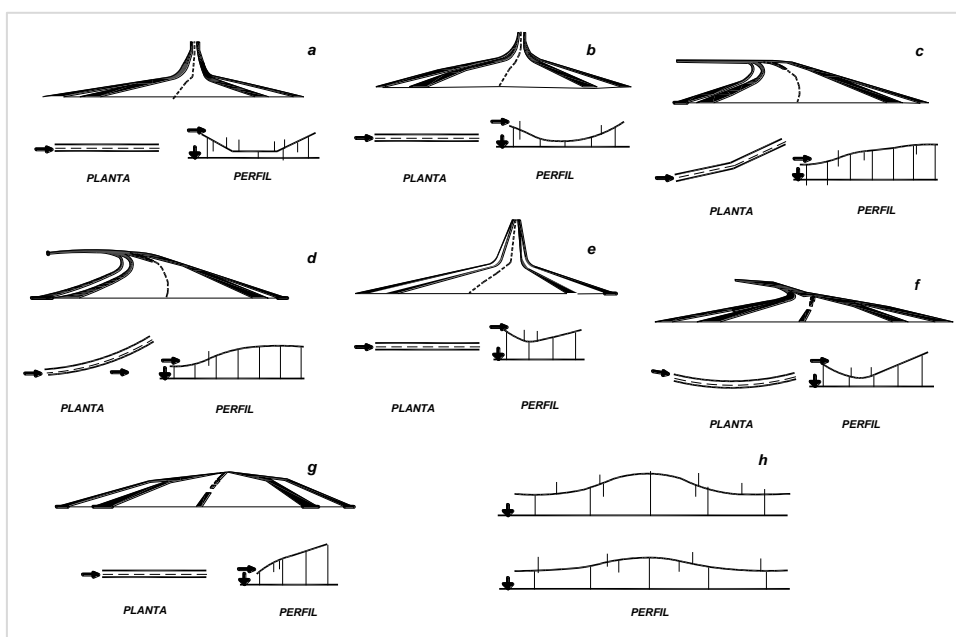 a
b
c
PLANTA
PERFIL
PLANTA
PERFIL
PLANTA
PERFIL
d
e
f
PLANTA
PERFIL
PLANTA
PERFIL
PLANTA
PERFIL
g
h
PLANTA
PERFIL
PERFIL